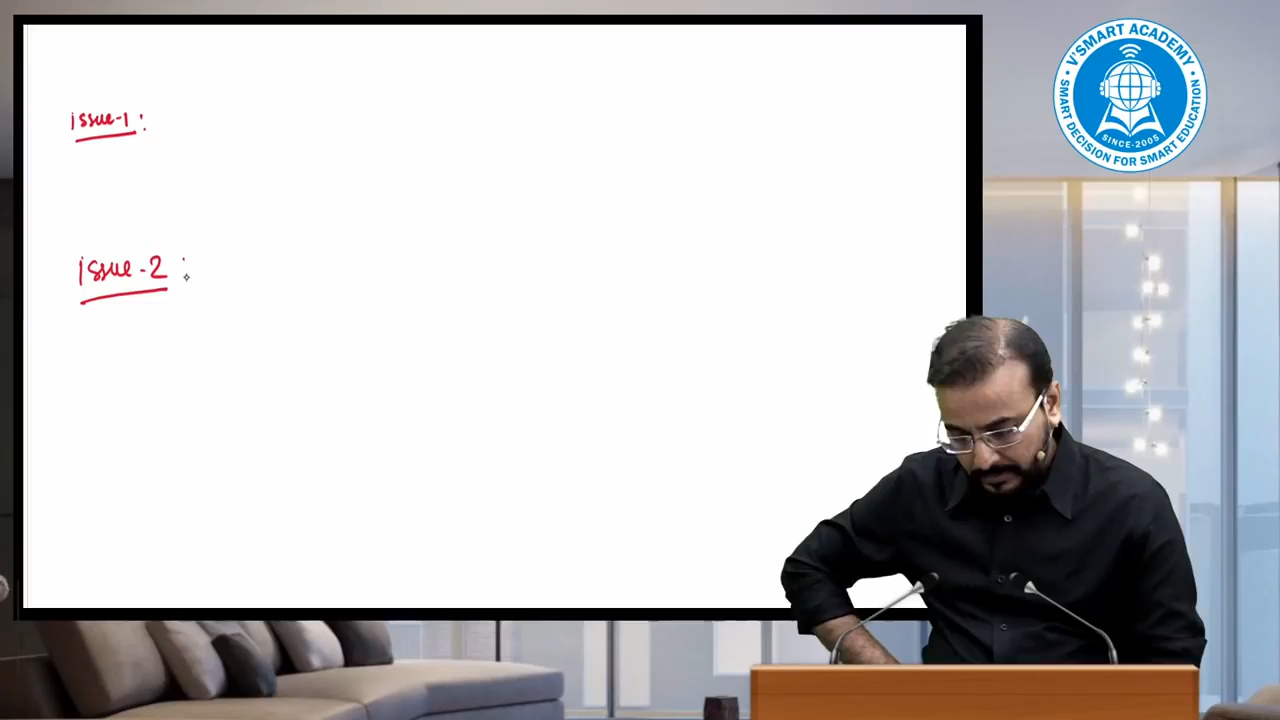 issue-1 :
issue-2 :
V'SMART ACADEMY
SMART DECISION FOR SMART EDUCATION
SINCE-2005